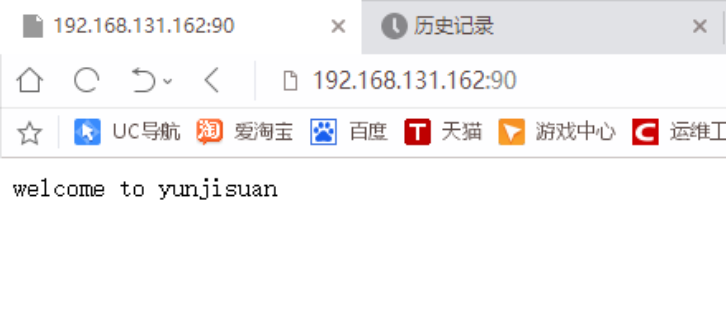 192.168.131.162:90 历史记录
192.168.131.162:90
UC导航 淘 爱淘宝 百度 T 天猫 游戏中心 C 运维工
welcome to yunjisuan